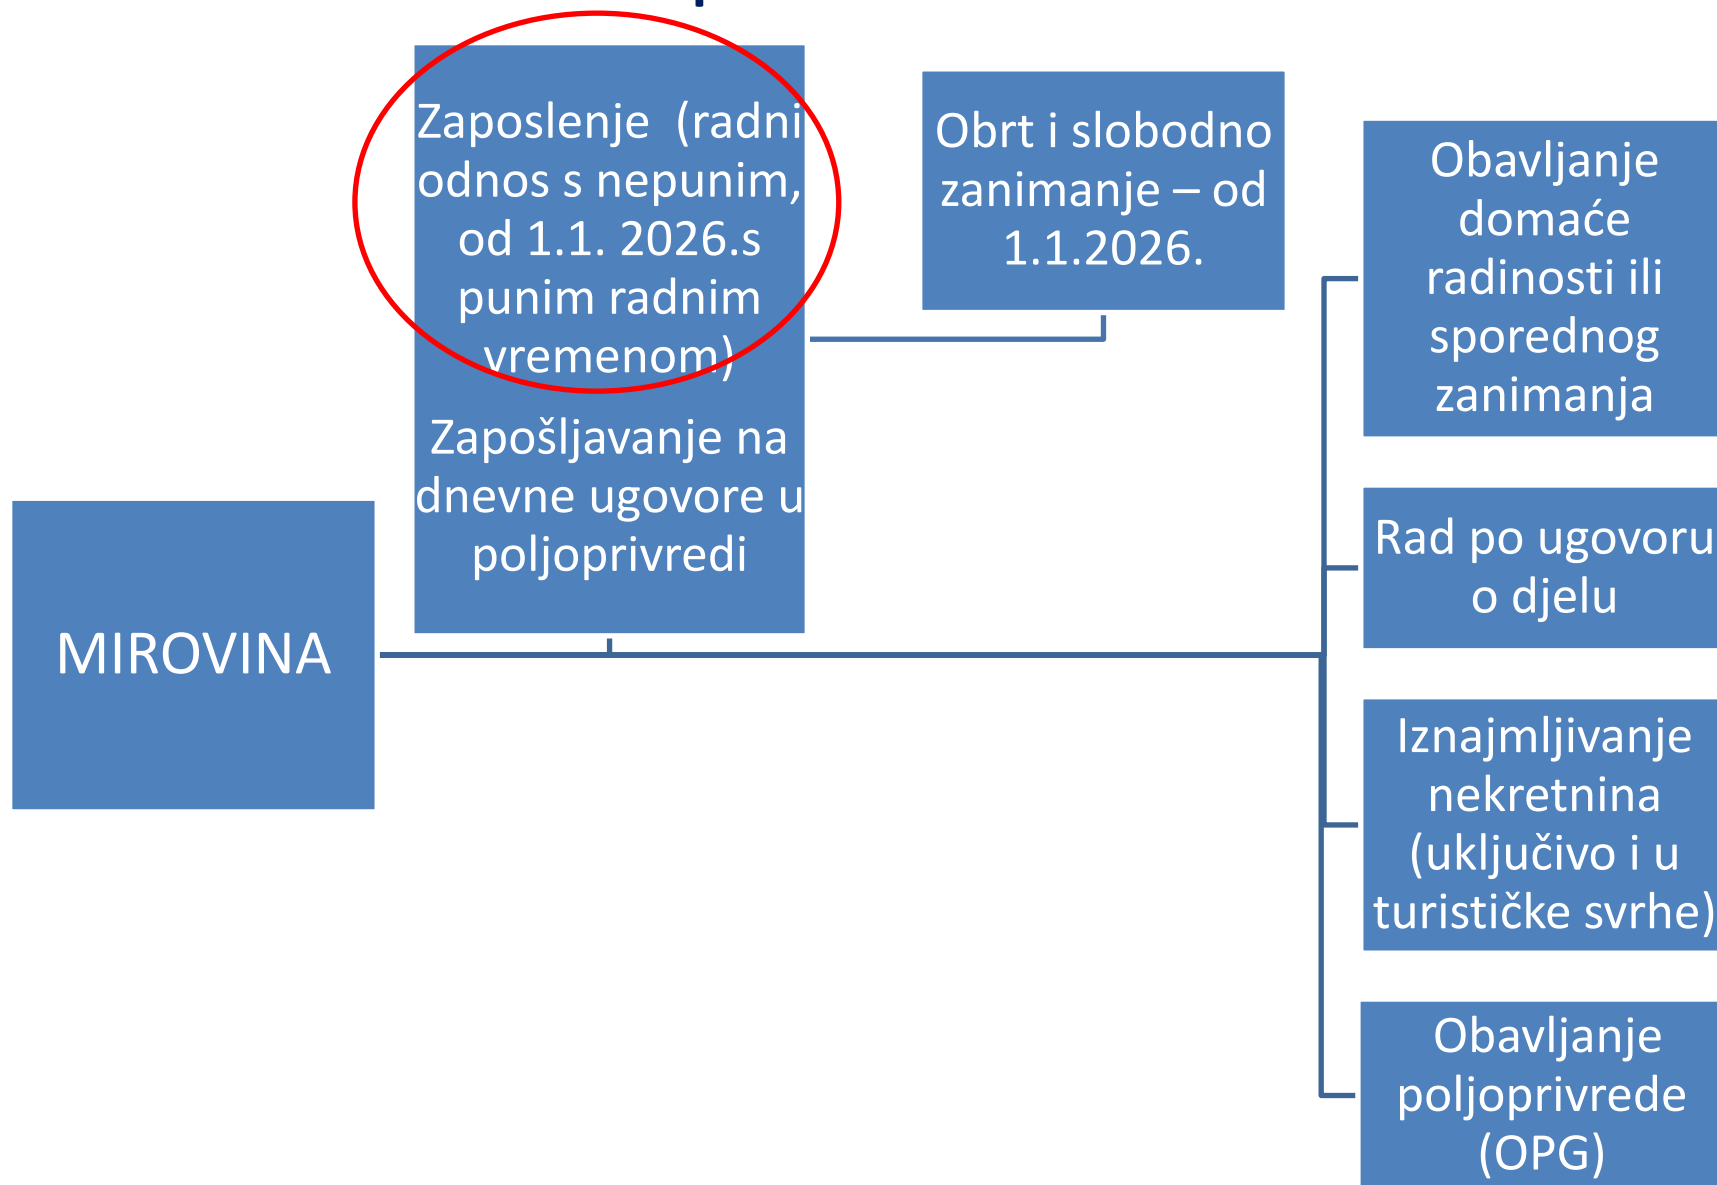 Zaposlenje (radni
odnos s nepunim,
od 1.1. 2026.s
punim radnim
vremenom)
Zapošljavanje na
dnevne ugovore u
poljoprivredi
Obrt i slobodno
zanimanje – od
1.1.2026.
MIROVINA
Obavljanje
domaće
radinosti ili
sporednog
zanimanja
Rad po ugovoru
o djelu
Iznajmljivanje
nekretnina
(uključivo i u
turističke svrhe)
Obavljanje
poljoprivrede
(OPG)